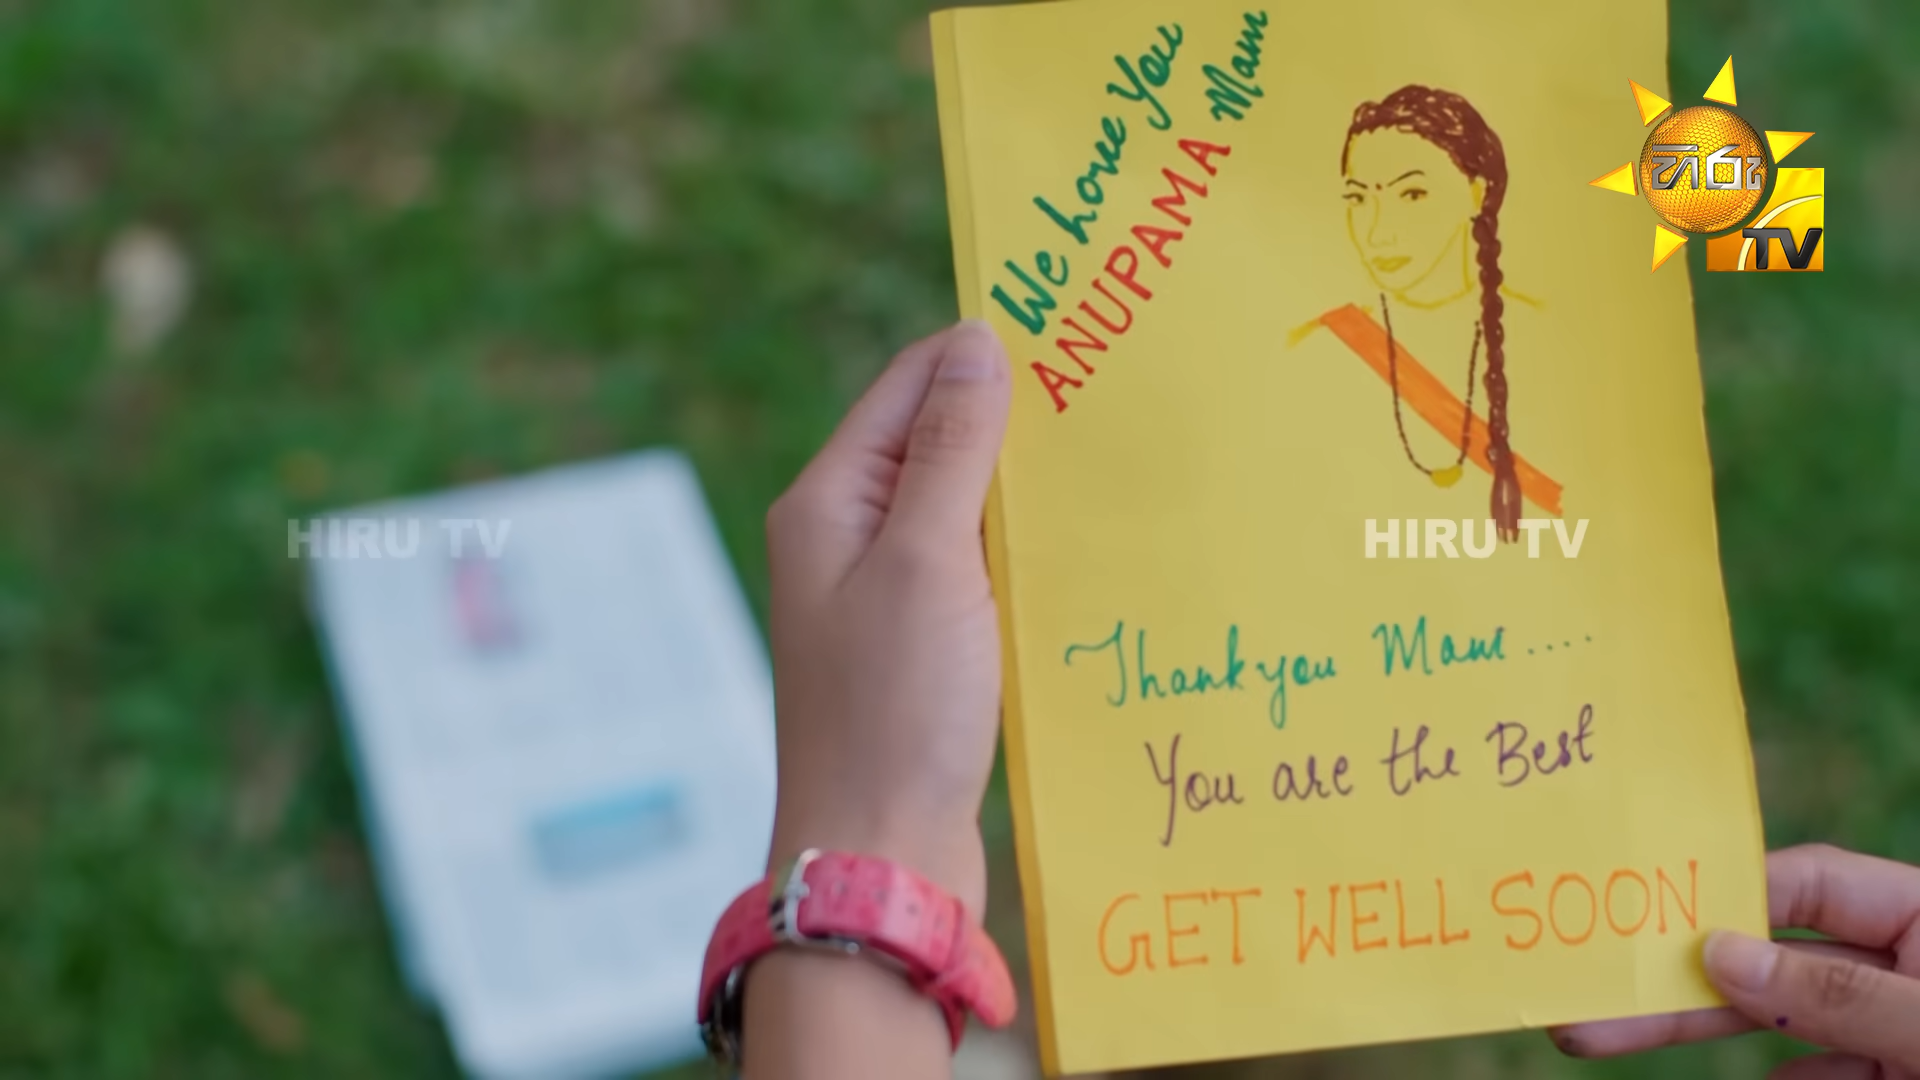 We love You
ANUPAMA Mam
හිරු
TV
HIRU TV
HIRU TV
Thank you Mam....
You are the Best
GET WELL SOON